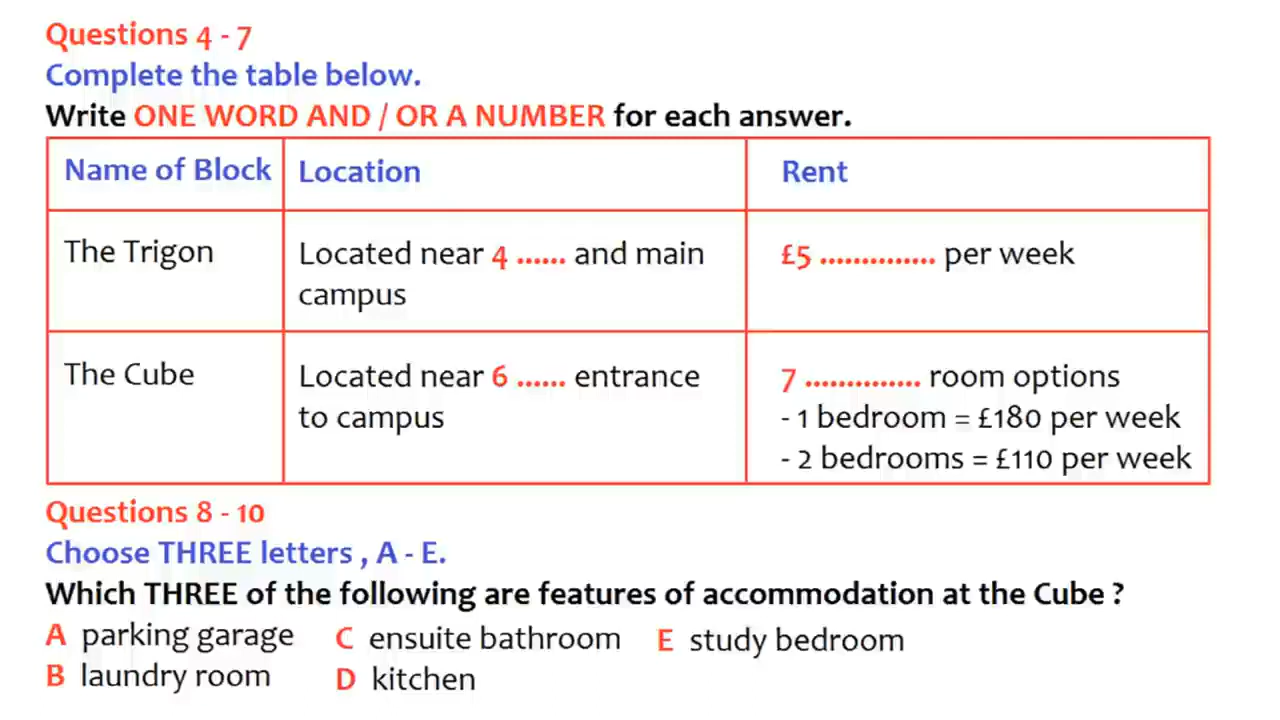 Questions 4 - 7
Complete the table below.
Write ONE WORD AND / OR A NUMBER for each answer.
Name of Block Location Rent
The Trigon Located near 4 ...... and main campus £5 .............. per week
The Cube Located near 6 ...... entrance to campus 7 .............. room options
- 1 bedroom = £180 per week
- 2 bedrooms = £110 per week
Questions 8 - 10
Choose THREE letters , A - E.
Which THREE of the following are features of accommodation at the Cube ?
A parking garage C ensuite bathroom E study bedroom
B laundry room D kitchen